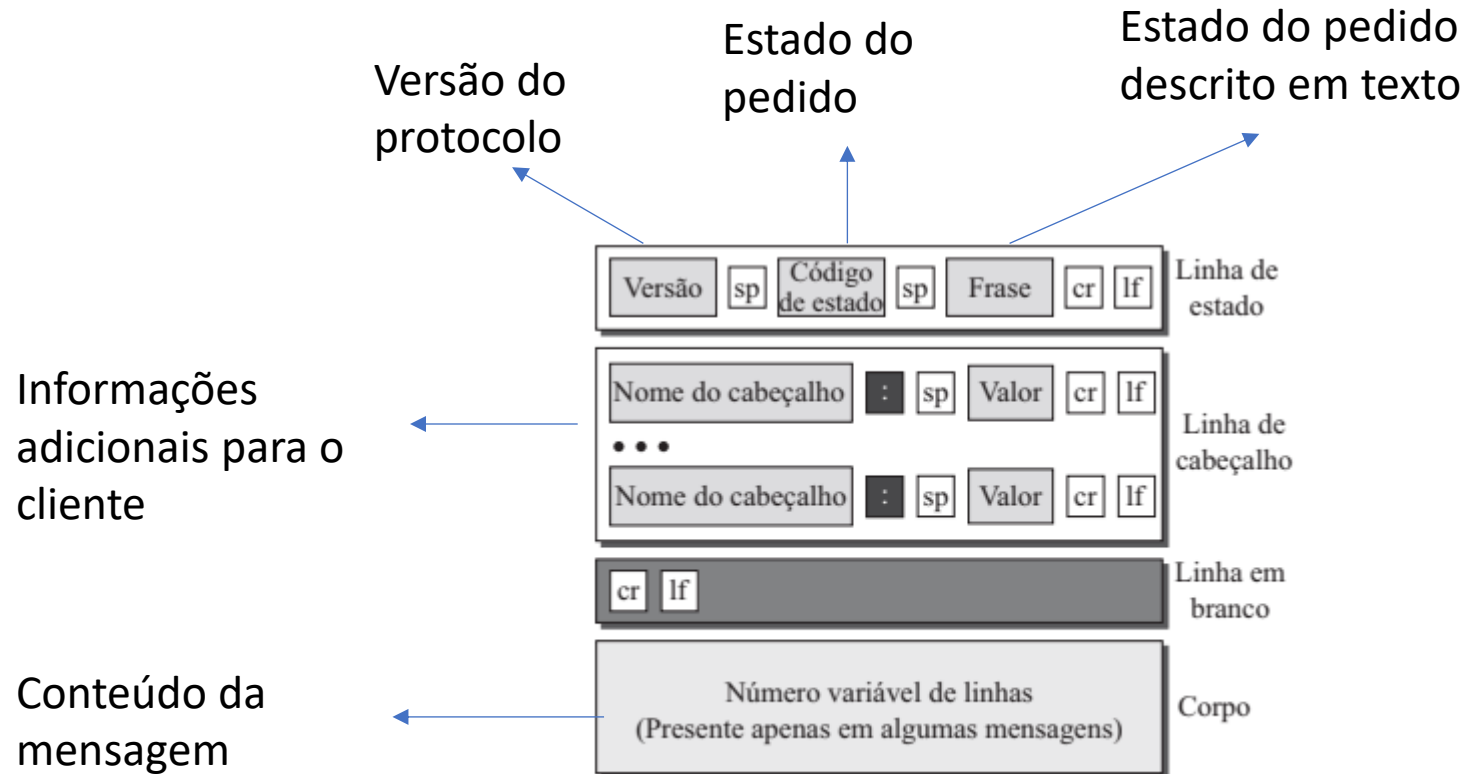 Versão do
protocolo
Estado do
pedido
Estado do pedido
descrito em texto
Versão sp Código de estado sp Frase cr lf
Linha de
estado
Informações
adicionais para o
cliente
Nome do cabeçalho : sp Valor cr lf
•••
Nome do cabeçalho : sp Valor cr lf
Linha de
cabeçalho
cr lf
Linha em
branco
Conteúdo da
mensagem
Número variável de linhas
(Presente apenas em algumas mensagens)
Corpo